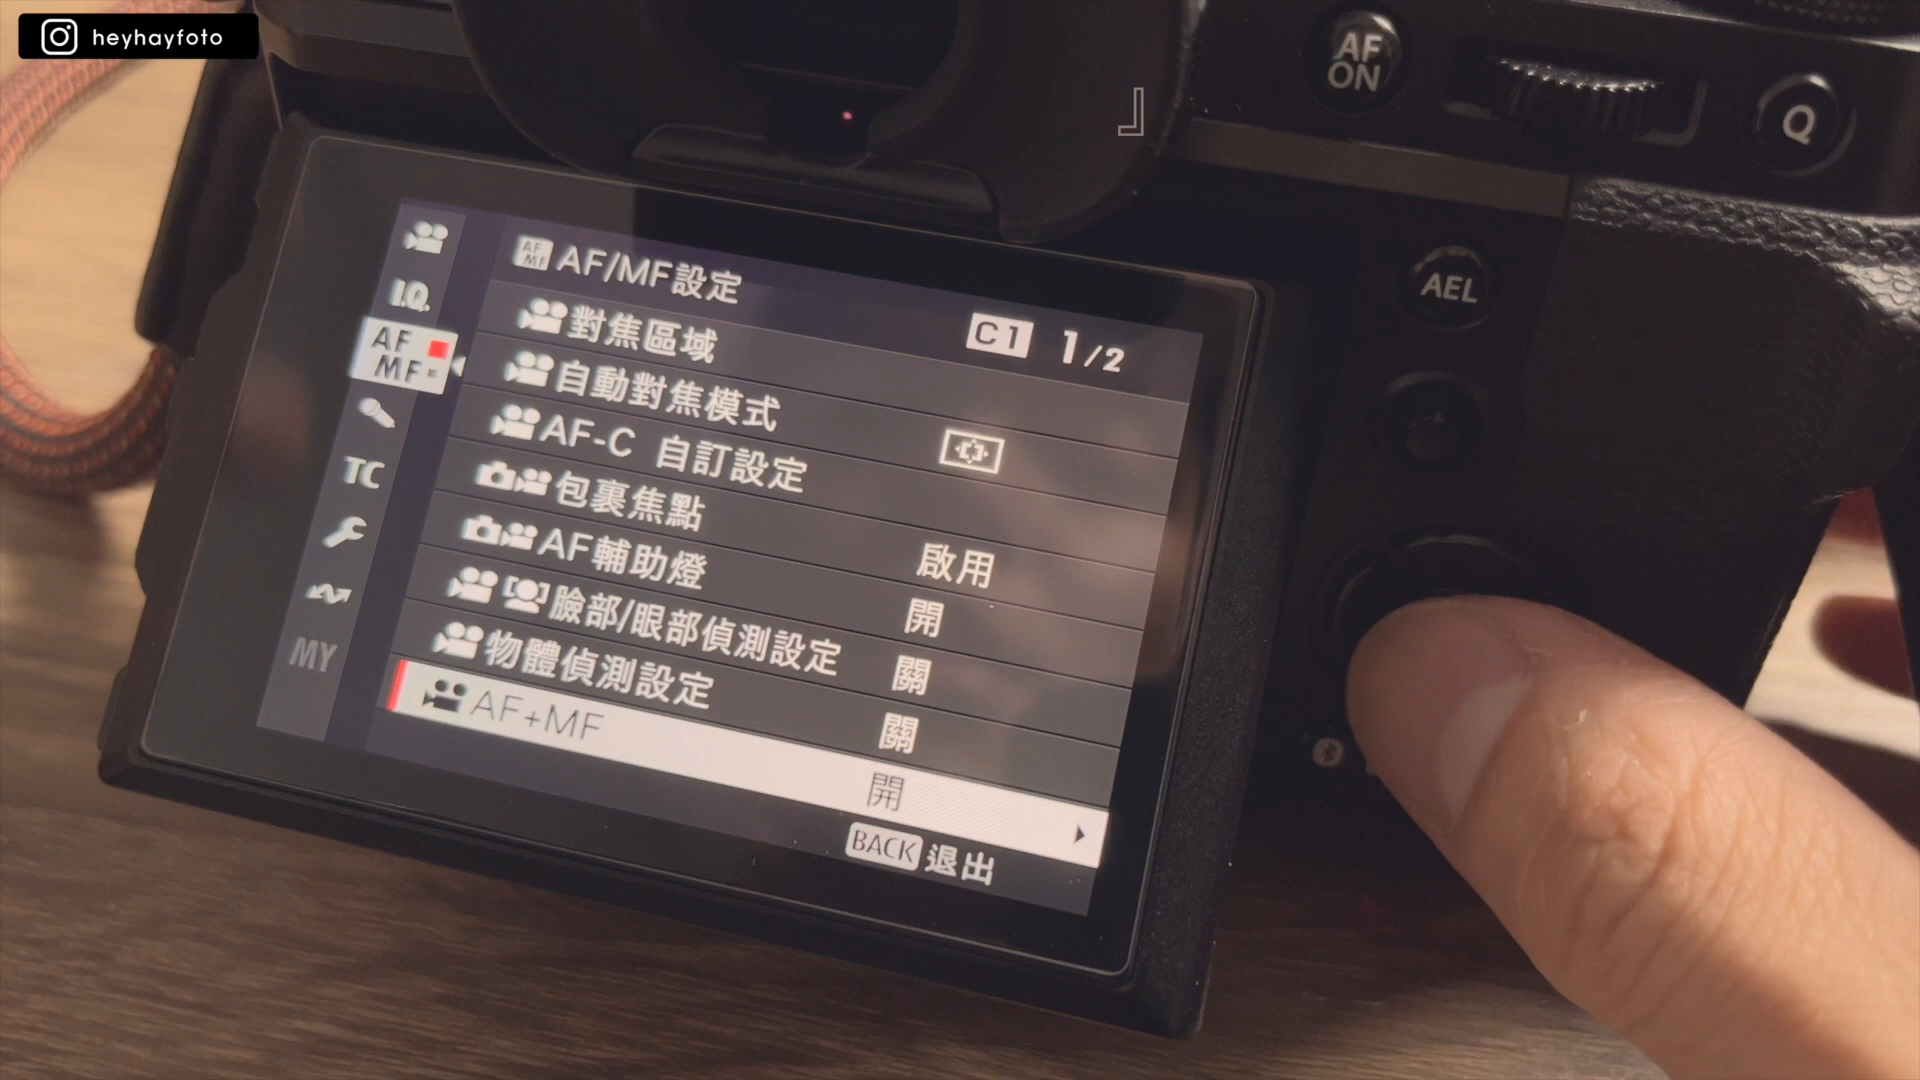 heyhayfoto
AF
ON
Q
』
AF
MF
AF/MF設定
C1 1/2
I.Q.
對焦區域
AF
MF
自動對焦模式
AF-C 自訂設定
TC
包裹焦點
啟用
AF輔助燈
開
臉部/眼部偵測設定
關
MY
物體偵測設定
關
AF+MF
開
BACK 退出
AEL